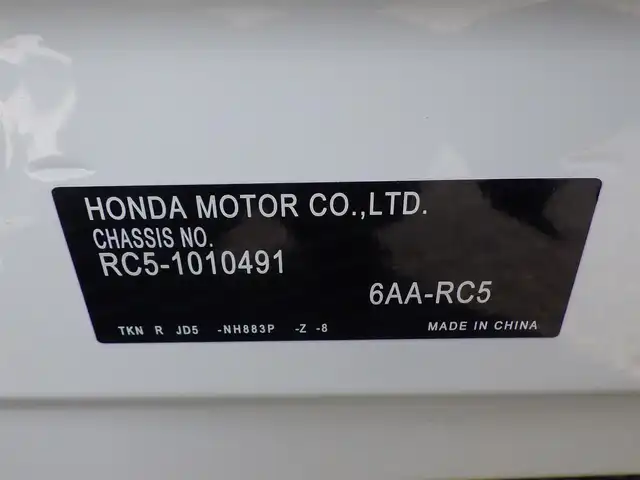 HONDA MOTOR CO.,LTD.
CHASSIS NO.
RC5-1010491
6AA-RC5
TKN R JD5 -NH883P -Z -8 MADE IN CHINA